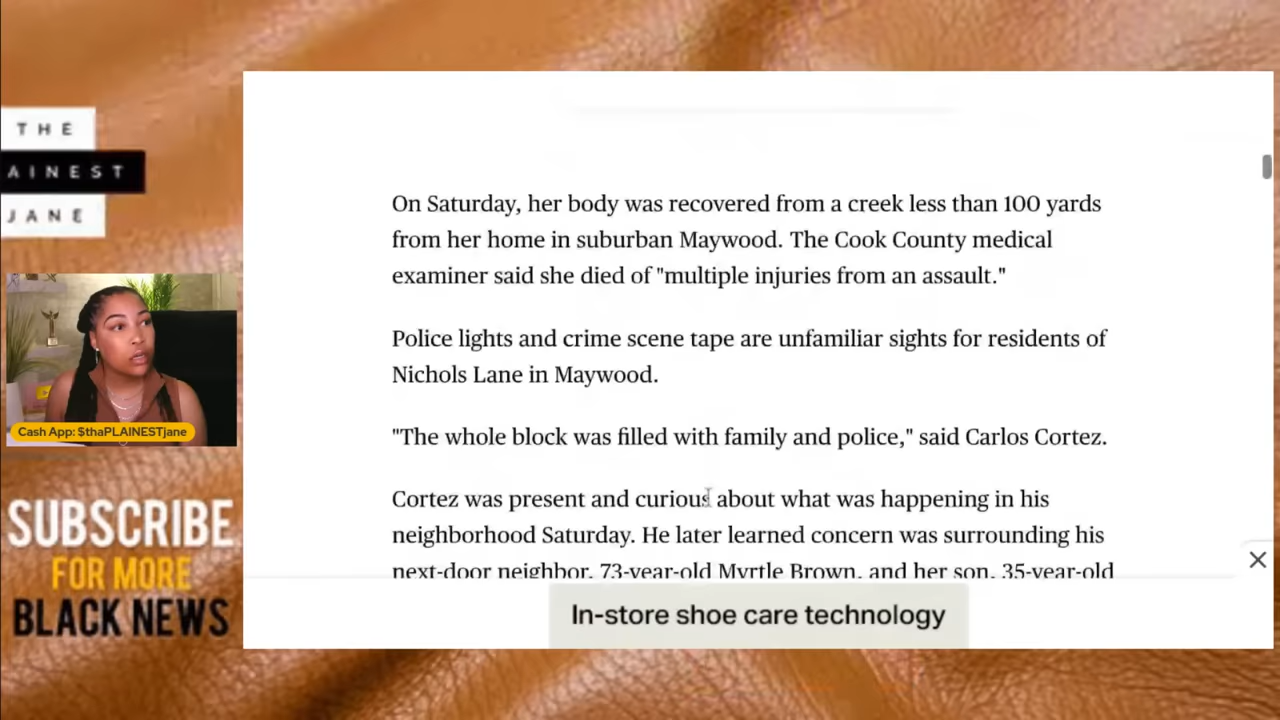 THE
AINEST
JANE
Cash App: $thaPLAINESTjane
SUBSCRIBE
FOR MORE
BLACK NEWS
On Saturday, her body was recovered from a creek less than 100 yards
from her home in suburban Maywood. The Cook County medical
examiner said she died of "multiple injuries from an assault."
Police lights and crime scene tape are unfamiliar sights for residents of
Nichols Lane in Maywood.
"The whole block was filled with family and police," said Carlos Cortez.
Cortez was present and curious about what was happening in his
neighborhood Saturday. He later learned concern was surrounding his
next-door neighbor, 73-year-old Myrtle Brown, and her son, 35-year-old
In-store shoe care technology